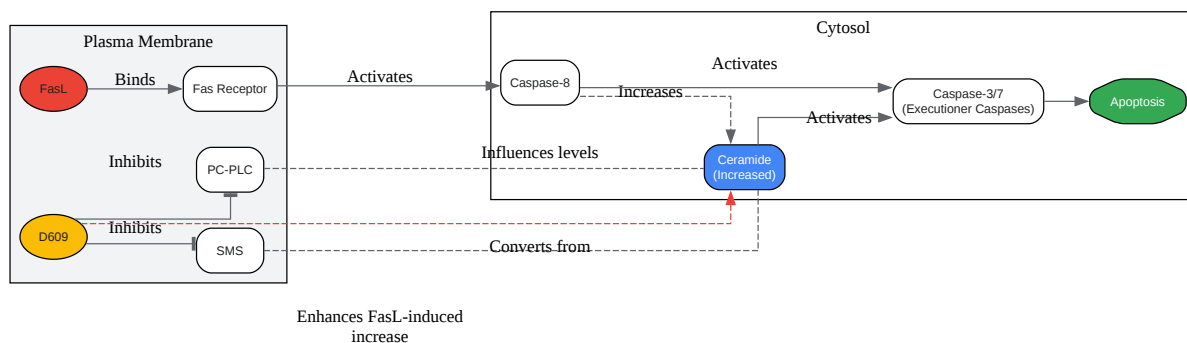 Plasma Membrane
Cytosol
FasL
Binds
Fas Receptor
Activates
Caspase-8
Activates
Increases
Caspase-3/7
(Executioner Caspases)
Apoptosis
Activates
Inhibits
PC-PLC
Influences levels
Ceramide
(Increased)
D609
Inhibits
SMS
Converts from
Enhances FasL-induced
increase